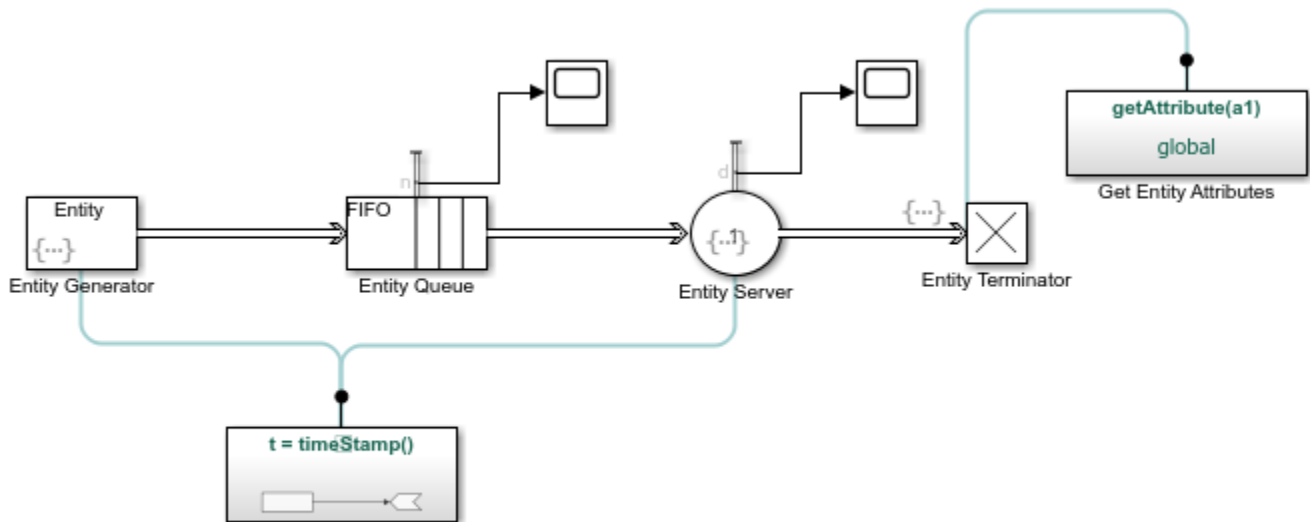 getAttribute(a1)
global
Get Entity Attributes
n
d
Entity
{...}
Entity Generator
FIFO
Entity Queue
{...}
1
Entity Server
{...}
Entity Terminator
t = timeStamp()